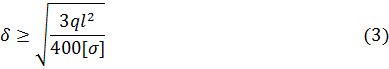 δ ≥ √(3ql²/400[σ]) (3)